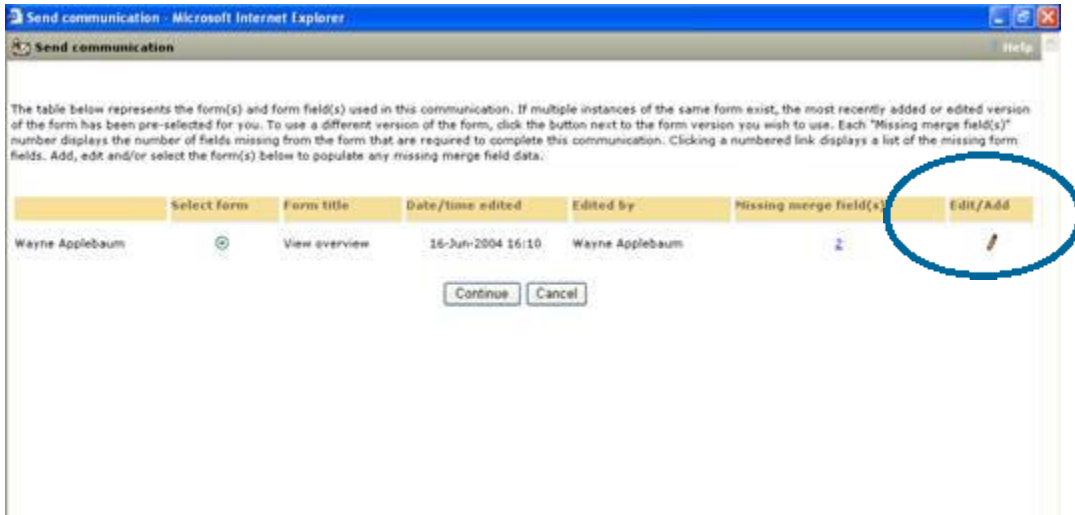 Send communication - Microsoft Internet Explorer
Send communication Help
The table below represents the form(s) and form field(s) used in this communication. If multiple instances of the same form exist, the most recently added or edited version
of the form has been pre-selected for you. To use a different version of the form, click the button next to the form version you wish to use. Each "Missing merge field(s)"
number displays the number of fields missing from the form that are required to complete this communication. Clicking a numbered link displays a list of the missing form
fields. Add, edit and/or select the form(s) below to populate any missing merge field data.
Select form Form title Date/time edited Edited by Missing merge field(s) Edit/Add
Wayne Applebaum View overview 16-Jun-2004 16:10 Wayne Applebaum 2
Continue Cancel